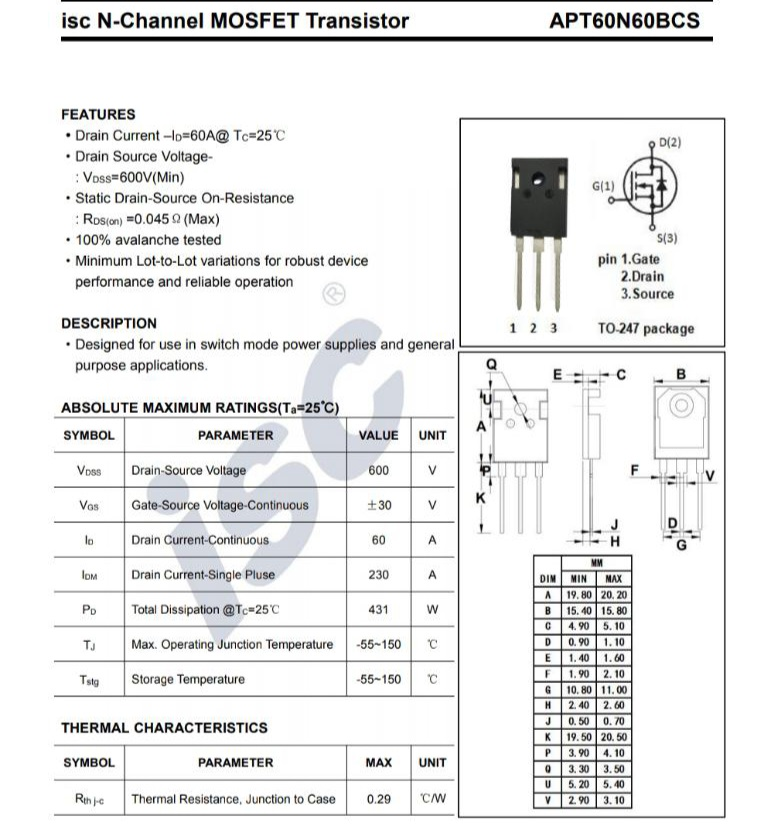 isc N-Channel MOSFET Transistor APT60N60BCS
FEATURES
• Drain Current –ID=60A@ TC=25℃
• Drain Source Voltage-
: VDSS=600V(Min)
• Static Drain-Source On-Resistance
: RDS(on) =0.045Ω (Max)
• 100% avalanche tested
• Minimum Lot-to-Lot variations for robust device
performance and reliable operation
DESCRIPTION
• Designed for use in switch mode power supplies and general
purpose applications.
ABSOLUTE MAXIMUM RATINGS(Ta=25℃)
SYMBOL PARAMETER VALUE UNIT
VDSS Drain-Source Voltage 600 V
VGS Gate-Source Voltage-Continuous ±30 V
ID Drain Current-Continuous 60 A
IDM Drain Current-Single Pluse 230 A
PD Total Dissipation @TC=25℃ 431 W
TJ Max. Operating Junction Temperature -55~150 ℃
Tstg Storage Temperature -55~150 ℃
THERMAL CHARACTERISTICS
SYMBOL PARAMETER MAX UNIT
Rth j-c Thermal Resistance, Junction to Case 0.29 ℃/W
isc ®
D(2)
G(1)
S(3)
pin 1.Gate
2.Drain
3.Source
1 2 3 TO-247 package
Q E C B
U
A
P F V
K
J D
H G
MM
DIM MIN MAX
A 19.80 20.20
B 15.40 15.80
C 4.90 5.10
D 0.90 1.10
E 1.40 1.60
F 1.90 2.10
G 10.80 11.00
H 2.40 2.60
J 0.50 0.70
K 19.50 20.50
P 3.90 4.10
Q 3.30 3.50
U 5.20 5.40
V 2.90 3.10